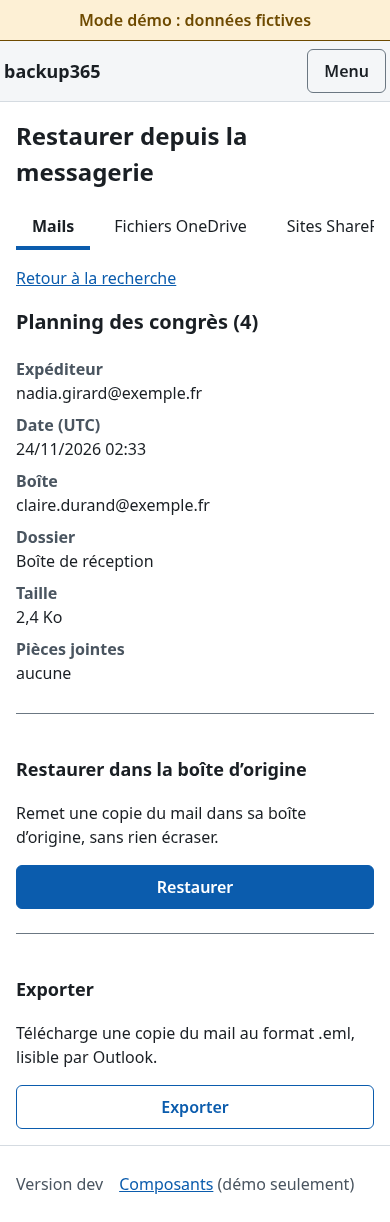 Mode démo : données fictives
backup365
Menu
Restaurer depuis la
messagerie
Mails
Fichiers OneDrive
Sites ShareP
Retour à la recherche
Planning des congrès (4)
Expéditeur
nadia.girard@exemple.fr
Date (UTC)
24/11/2026 02:33
Boîte
claire.durand@exemple.fr
Dossier
Boîte de réception
Taille
2,4 Ko
Pièces jointes
aucune
Restaurer dans la boîte d’origine
Remet une copie du mail dans sa boîte
d’origine, sans rien écraser.
Restaurer
Exporter
Télécharge une copie du mail au format .eml,
lisible par Outlook.
Exporter
Version dev Composants (démo seulement)